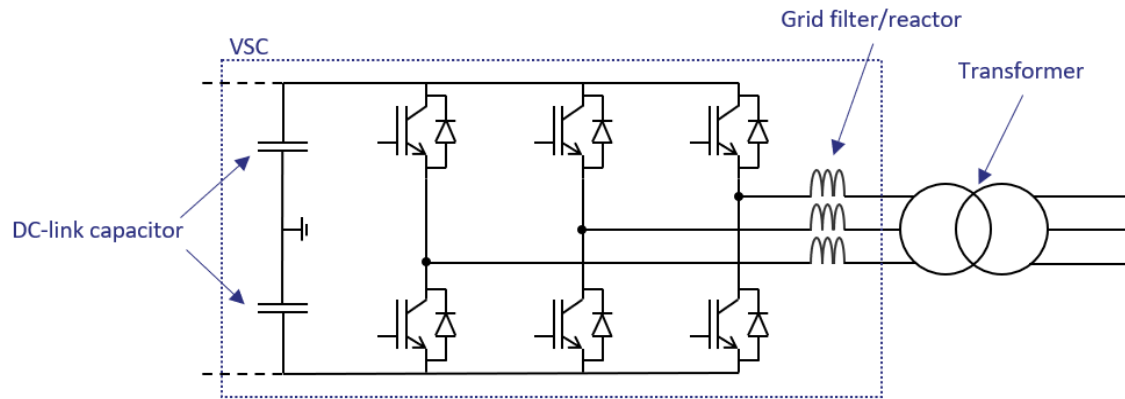 Grid filter/reactor
VSC
Transformer
DC-link capacitor